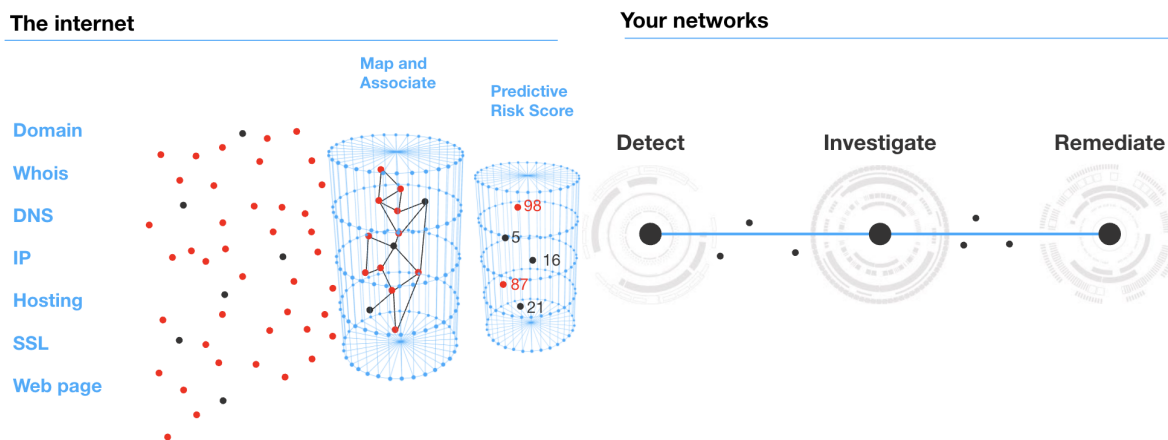 The internet
Your networks
Map and
Associate
Predictive
Risk Score
Domain
Whois
DNS
IP
Hosting
SSL
Web page
98
5
16
87
21
Detect
Investigate
Remediate